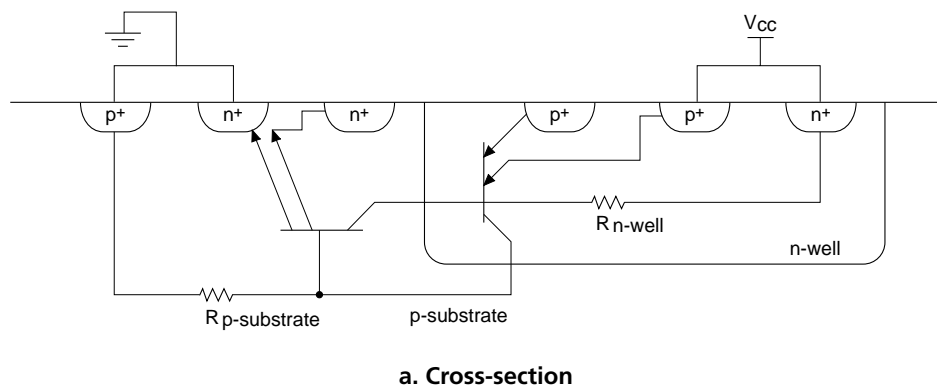 Vcc
p+
n+
n+
p+
p+
n+
R n-well
n-well
R p-substrate
p-substrate
a. Cross-section